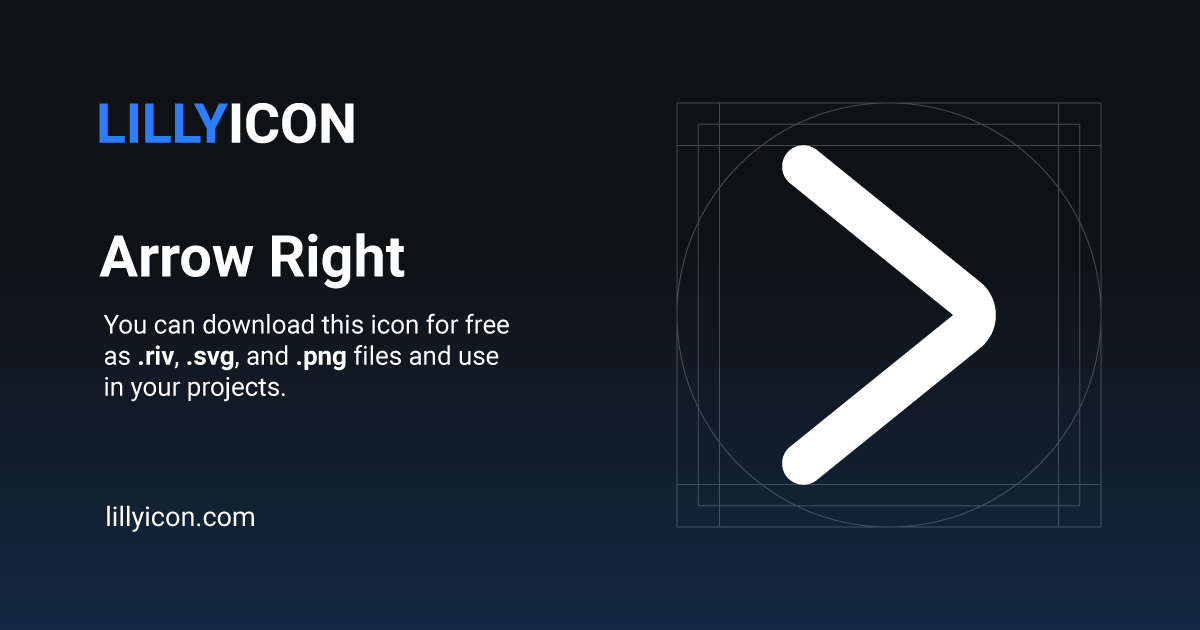 LILLYICON
Arrow Right
You can download this icon for free
as .riv, .svg, and .png files and use
in your projects.
lillyicon.com